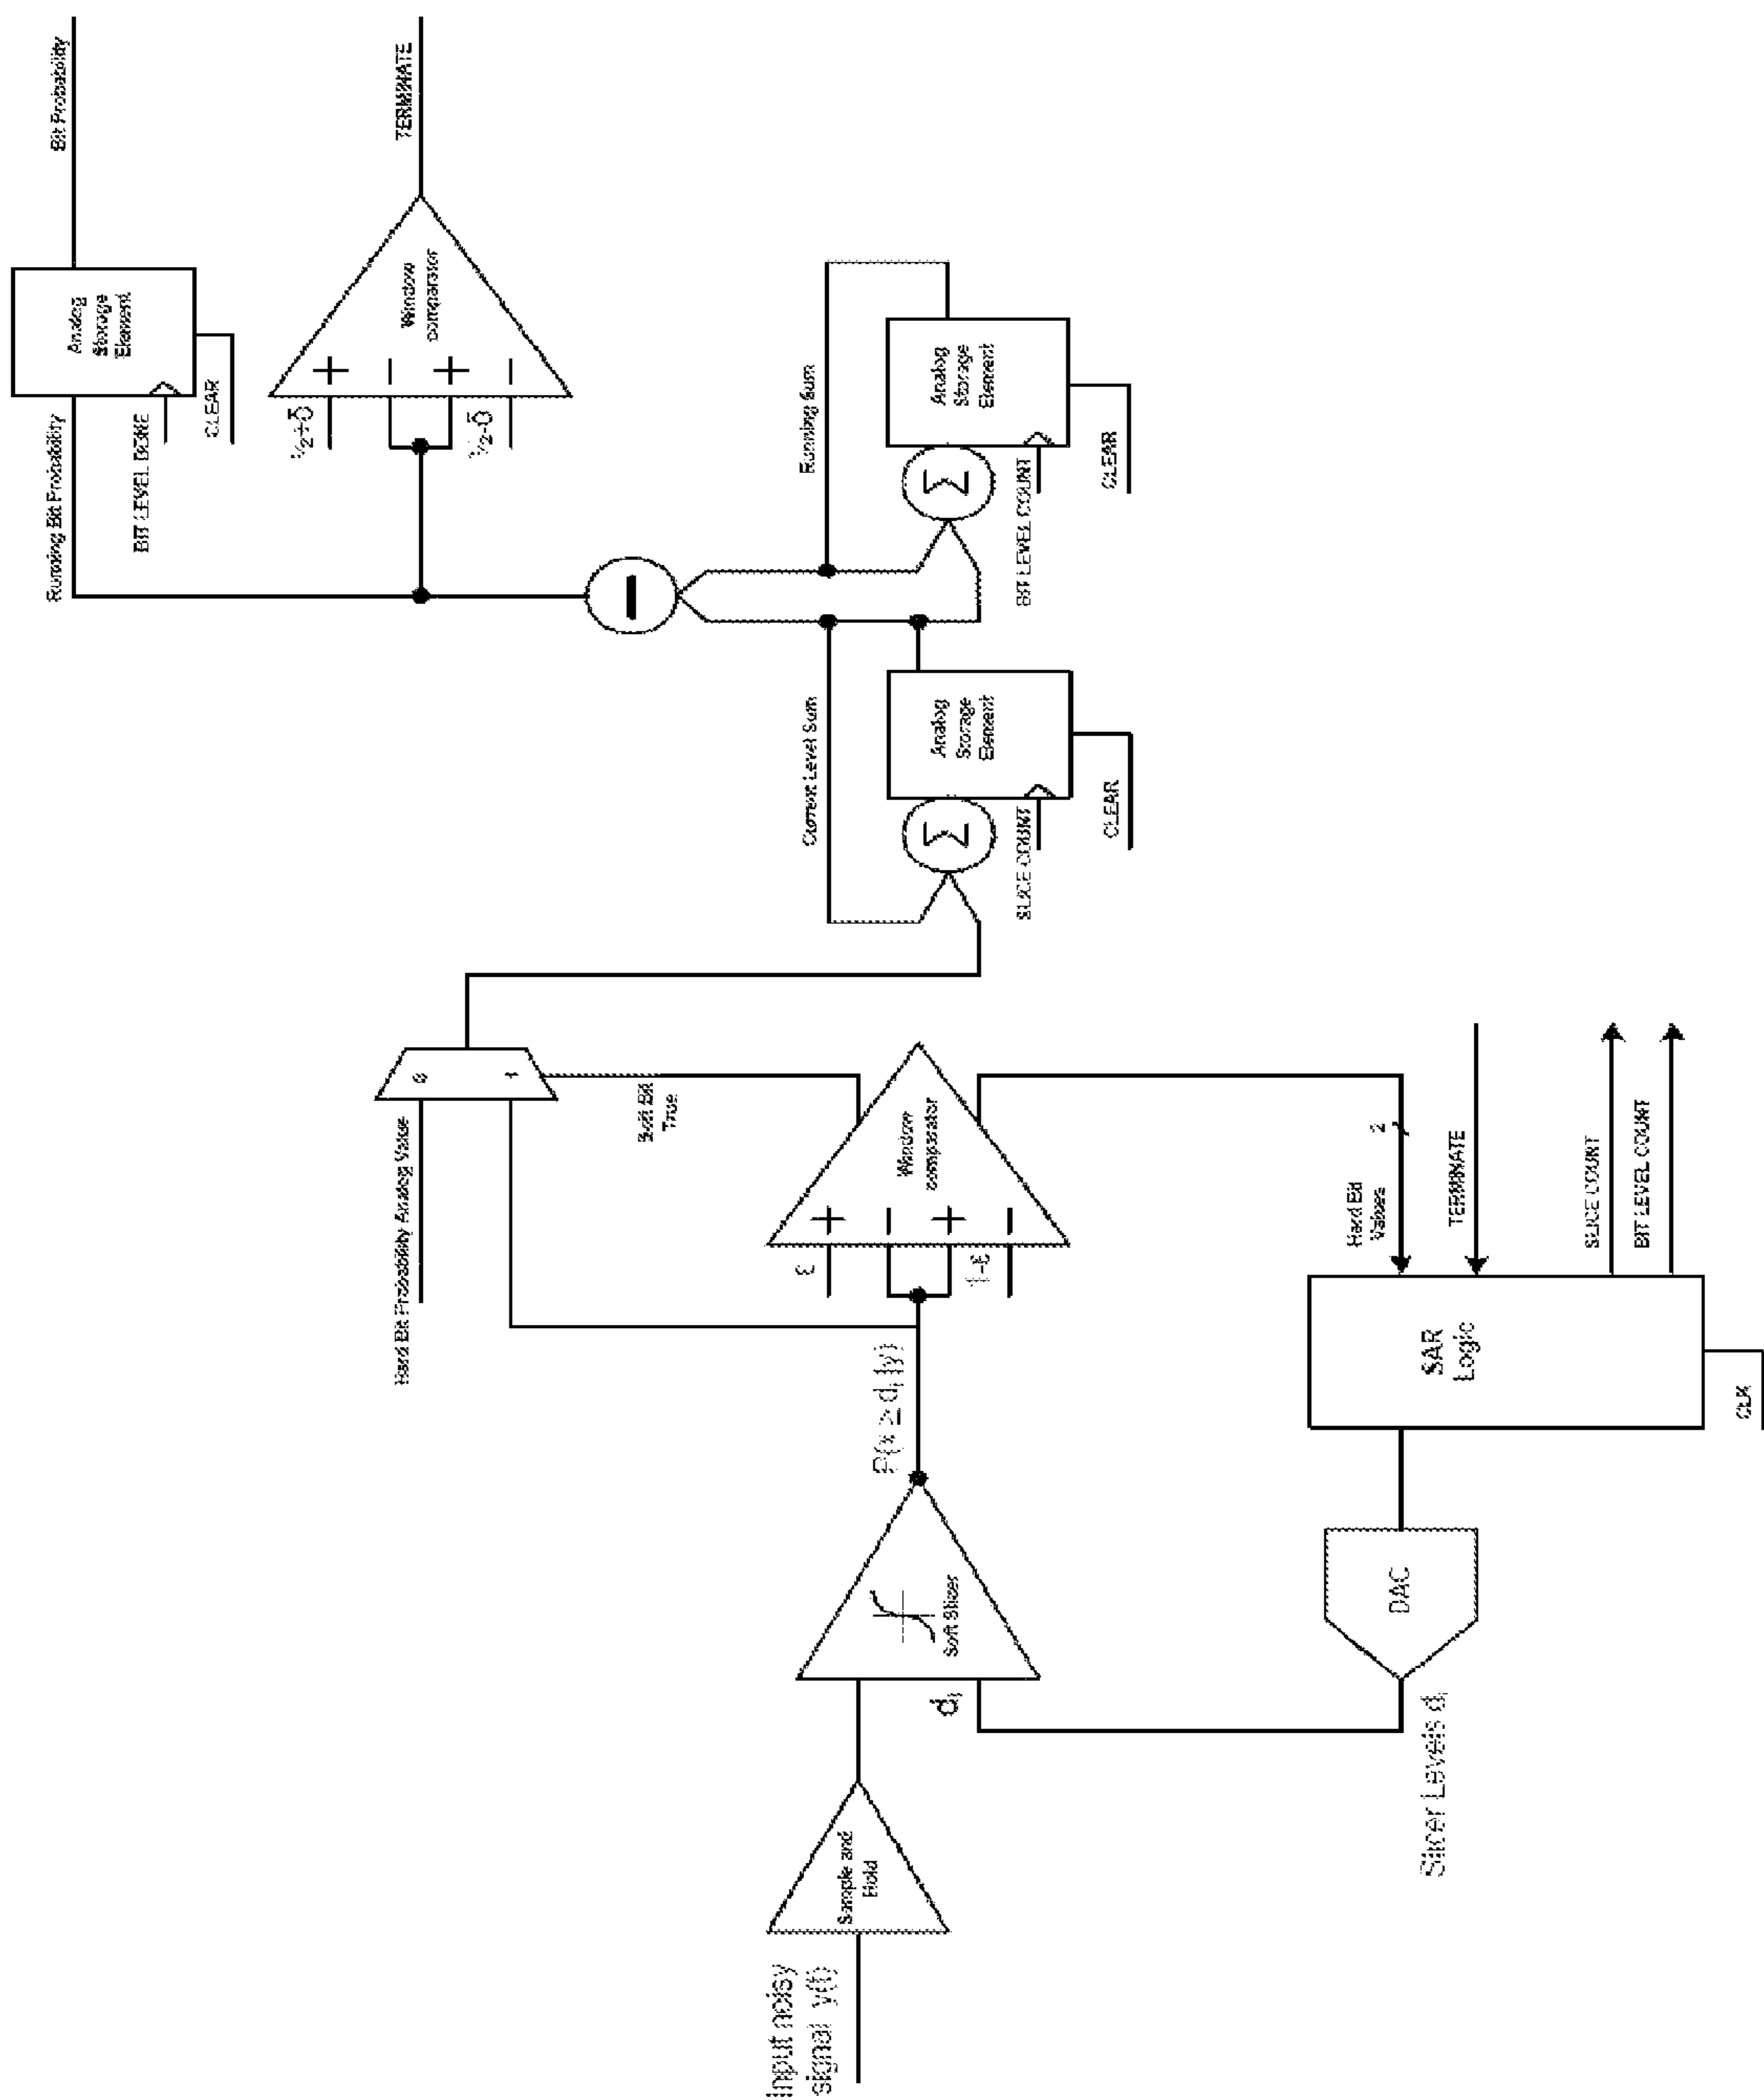 Bit Probability
TERMINATE
Analog
Storage
Element
Window
comparator
CLEAR
BIT LEVEL DONE
Running Bit Probability
½+δ
½-δ
Running Sum
Analog
Storage
Element
Σ
BIT LEVEL COUNT
CLEAR
Current Level Sum
Analog
Storage
Element
Σ
SLICE COUNT
CLEAR
Hard Bit Probability Analog Value
0
1
Soft Bit
True
Window
comparator
ε
1-ε
P(x ≥ dᵢ |y)
Hard Bit
Values
2
TERMINATE
SLICE COUNT
BIT LEVEL COUNT
SAR
Logic
CLK
DAC
Slicer Levels dᵢ
Soft Slicer
dᵢ
Sample and
Hold
Input noisy
signal y(t)